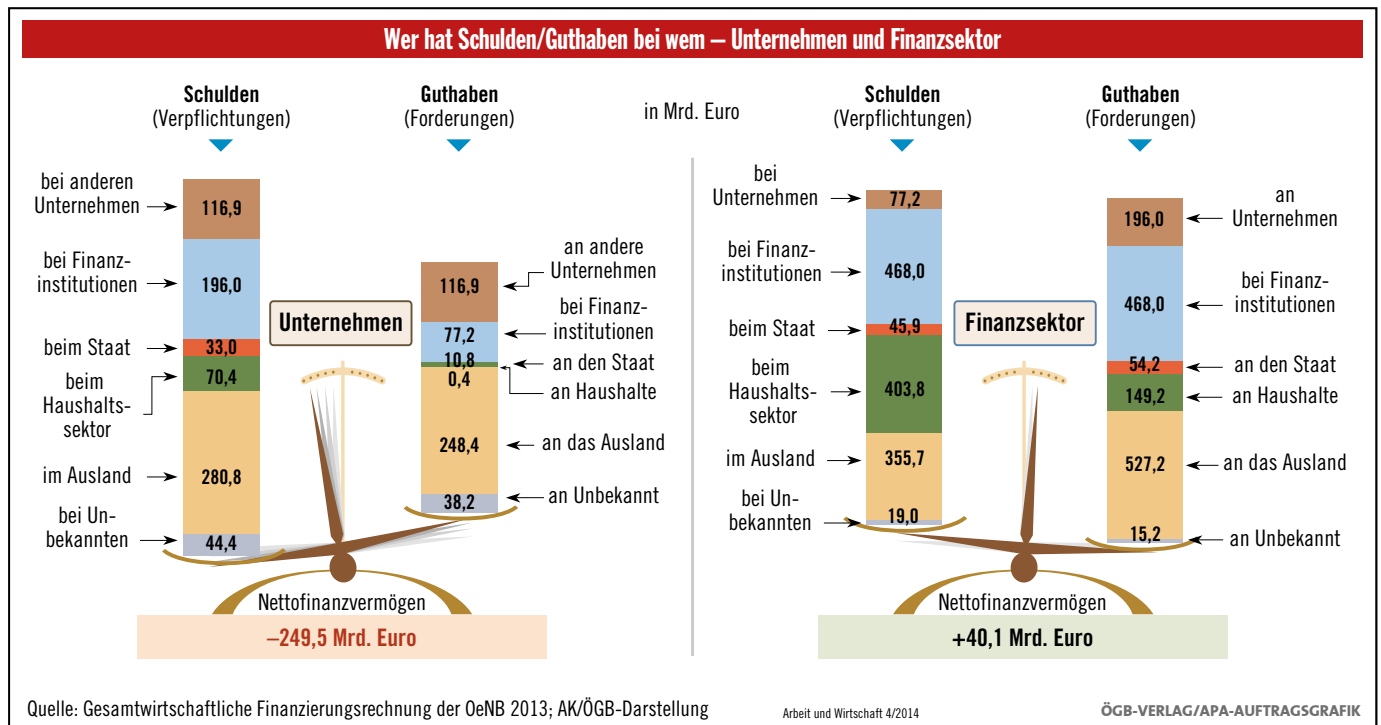 Wer hat Schulden/Guthaben bei wem – Unternehmen und Finanzsektor
Schulden
(Verpflichtungen)
Guthaben
(Forderungen)
in Mrd. Euro
Schulden
(Verpflichtungen)
Guthaben
(Forderungen)
bei anderen
Unternehmen
116,9
bei Finanz-
institutionen
196,0
beim Staat
33,0
beim
Haushalts-
sektor
70,4
im Ausland
280,8
bei Un-
bekannten
44,4
Unternehmen
an andere
Unternehmen
116,9
bei Finanz-
institutionen
77,2
an den Staat
10,8
an Haushalte
0,4
an das Ausland
248,4
an Unbekannt
38,2
Nettofinanzvermögen
–249,5 Mrd. Euro
bei
Unternehmen
77,2
bei Finanz-
institutionen
468,0
beim Staat
45,9
beim
Haushalts-
sektor
403,8
im Ausland
355,7
bei Un-
bekannten
19,0
Finanzsektor
an
Unternehmen
196,0
bei Finanz-
institutionen
468,0
an den Staat
54,2
an Haushalte
149,2
an das Ausland
527,2
an Unbekannt
15,2
Nettofinanzvermögen
+40,1 Mrd. Euro
Quelle: Gesamtwirtschaftliche Finanzierungsrechnung der OeNB 2013; AK/ÖGB-Darstellung
Arbeit und Wirtschaft 4/2014
ÖGB-VERLAG/APA-AUFTRAGSGRAFIK